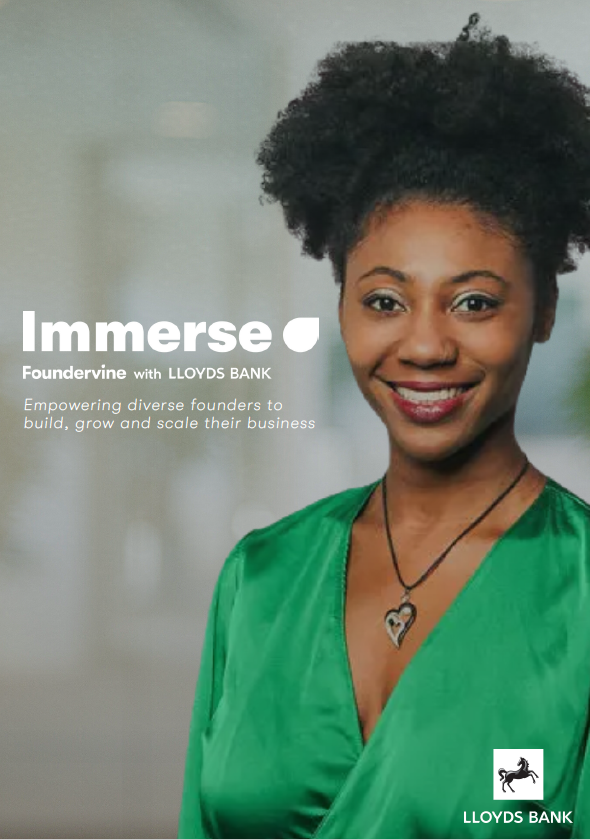 Immerse
Foundervine with LLOYDS BANK
Empowering diverse founders to
build, grow and scale their business
LLOYDS BANK